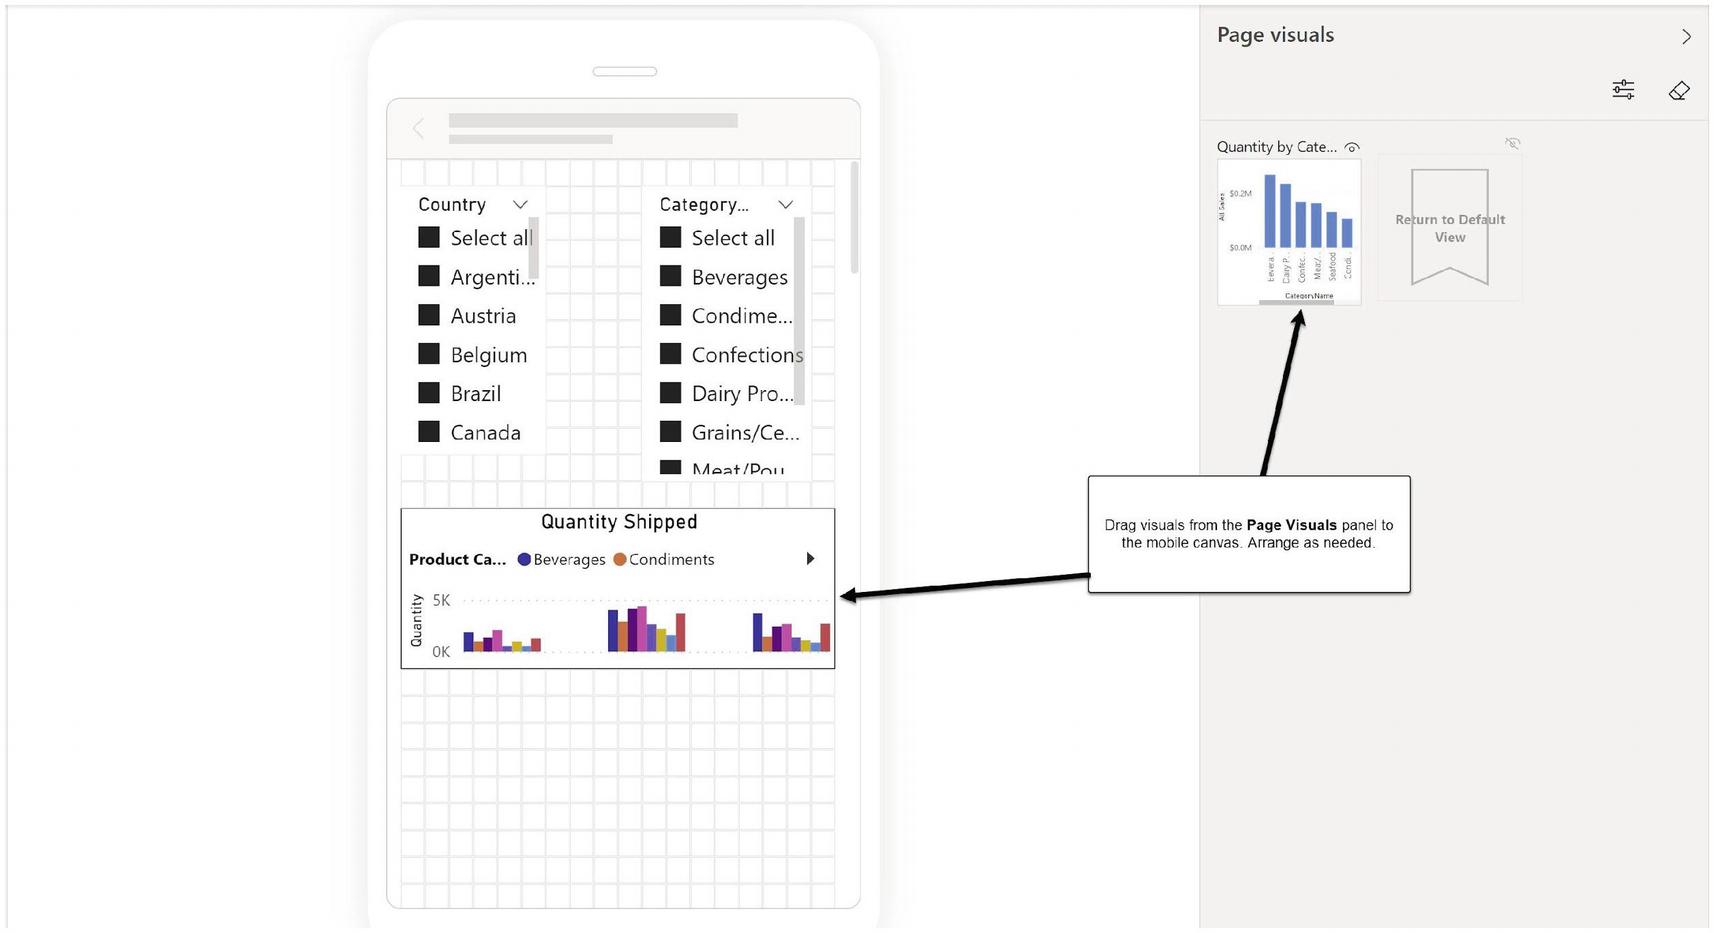 Page visuals
Quantity by Cate...
$0.2M
All Sales
$0.0M
Bevera...
Dairy P...
Confec...
Meat/...
Seafood
Condi...
CategoryName
Return to Default
View
Country
Select all
Argenti...
Austria
Belgium
Brazil
Canada
Category...
Select all
Beverages
Condime...
Confections
Dairy Pro...
Grains/Ce...
Meat/Pou
Quantity Shipped
Product Ca... Beverages Condiments
Quantity
5K
0K
Drag visuals from the Page Visuals panel to
the mobile canvas. Arrange as needed.